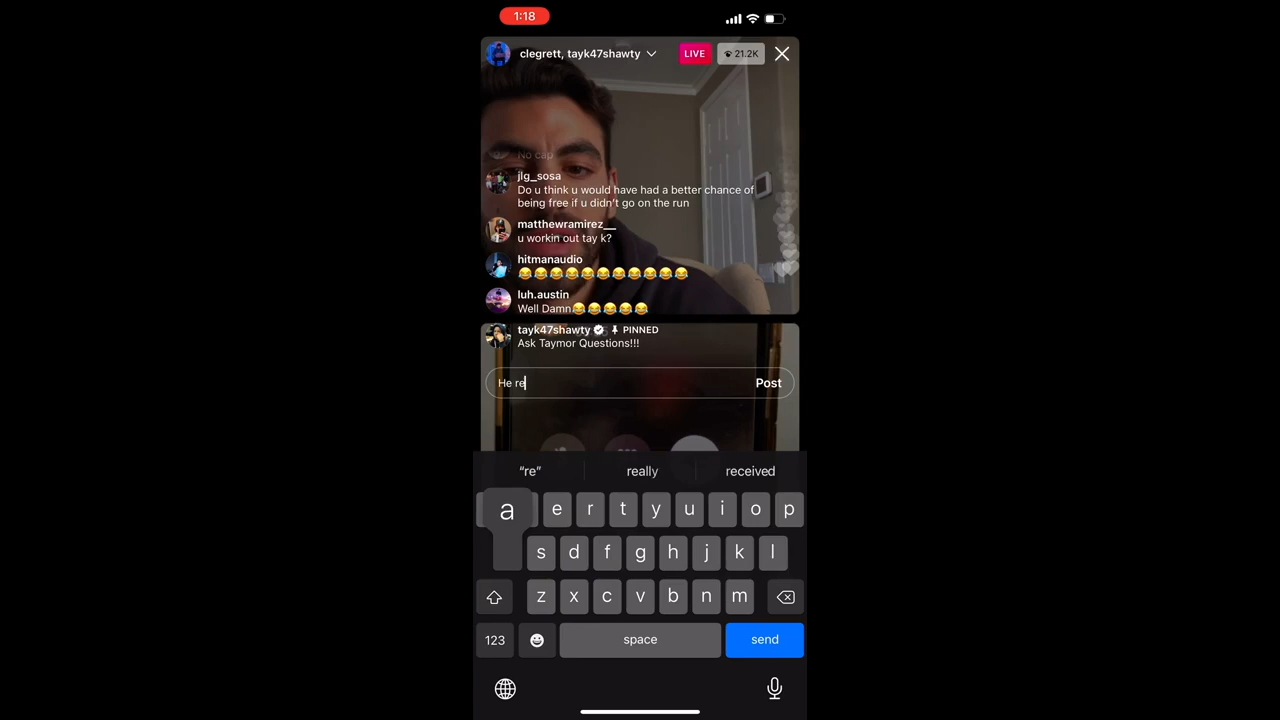 1:18
clegrett, tayk47shawty
LIVE
21.2K
No cap
jlg_sosa
Do u think u would have had a better chance of
being free if u didn't go on the run
matthewramirez__
u workin out tay k?
hitmanaudio
😂😂😂😂😂😂😂😂😂😂😂
luh.austin
Well Damn😂😂😂😂😂
tayk47shawty PINNED
Ask Taymor Questions!!!
He re
Post
"re" really received
a e r t y u i o p
s d f g h j k l
z x c v b n m
123 space send